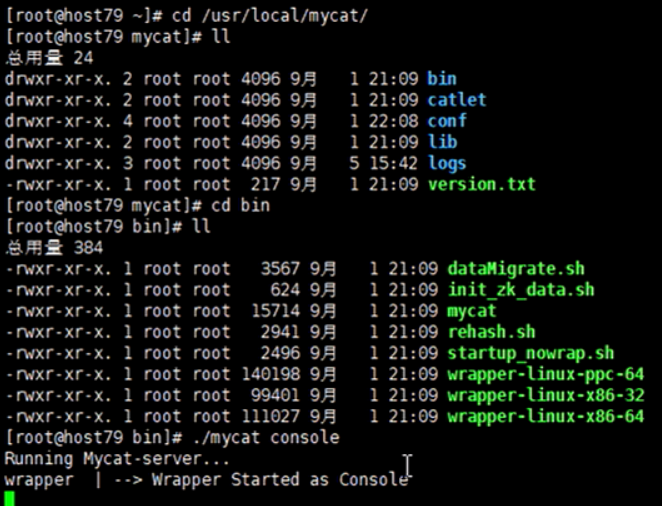 [root@host79 ~]# cd /usr/local/mycat/
[root@host79 mycat]# ll
总用量 24
drwxr-xr-x. 2 root root 4096 9月   1 21:09 bin
drwxr-xr-x. 2 root root 4096 9月   1 21:09 catlet
drwxr-xr-x. 4 root root 4096 9月   1 22:08 conf
drwxr-xr-x. 2 root root 4096 9月   1 21:09 lib
drwxr-xr-x. 3 root root 4096 9月   5 15:42 logs
-rwxr-xr-x. 1 root root  217 9月   1 21:09 version.txt
[root@host79 mycat]# cd bin
[root@host79 bin]# ll
总用量 384
-rwxr-xr-x. 1 root root   3567 9月   1 21:09 dataMigrate.sh
-rwxr-xr-x. 1 root root    624 9月   1 21:09 init_zk_data.sh
-rwxr-xr-x. 1 root root  15714 9月   1 21:09 mycat
-rwxr-xr-x. 1 root root   2941 9月   1 21:09 rehash.sh
-rwxr-xr-x. 1 root root   2496 9月   1 21:09 startup_nowrap.sh
-rwxr-xr-x. 1 root root 140198 9月   1 21:09 wrapper-linux-ppc-64
-rwxr-xr-x. 1 root root  99401 9月   1 21:09 wrapper-linux-x86-32
-rwxr-xr-x. 1 root root 111027 9月   1 21:09 wrapper-linux-x86-64
[root@host79 bin]# ./mycat console
Running Mycat-server...
wrapper  | --> Wrapper Started as Console